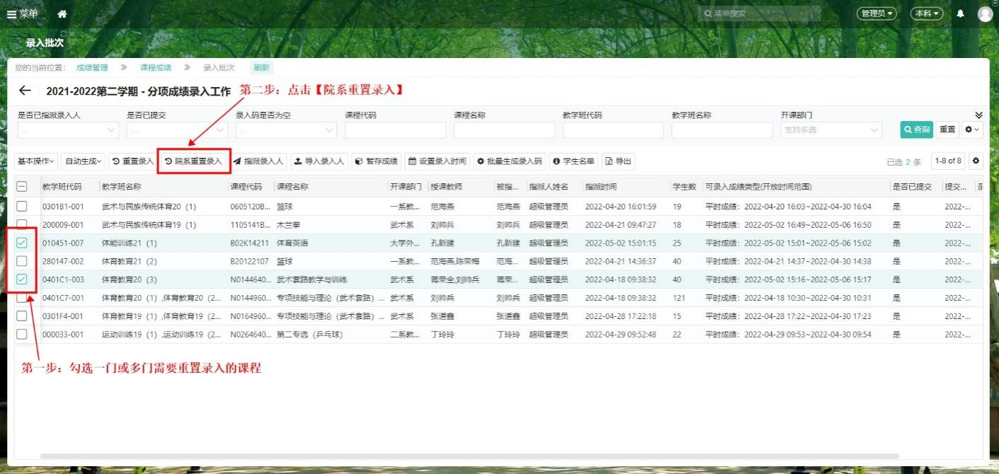 菜单 菜单搜索 管理员 本科
录入批次
您的当前位置： 成绩管理 课程成绩 录入批次 刷新
2021-2022第二学期 - 分项成绩录入工作 第二步：点击【院系重置录入】
是否已指派录入人 是否已提交 录入码是否为空 课程代码 课程名称 教学班代码 教学班名称 开课部门
... ... ... 支持多选 查询 重置
基本操作 自动生成 重置录入 院系重置录入 指派录入人 导入录入人 暂存成绩 设置录入时间 批量生成录入码 学生名单 导出 已选 2 条 1-8 of 8
教学班代码 教学班名称 课程代码 课程名称 开课部门 授课教师 被指... 指派人姓名 指派时间 学生数 可录入成绩类型(开放时间范围) 是否已提交 提交...
0301B1-001 武术与民族传统体育20（1） 0605120B... 篮球 一系教... 范海燕 范海燕 超级管理员 2022-04-20 16:01:59 19 平时成绩：2022-04-20 16:03~2022-04-30 16:04 是 2022-...
200009-001 武术与民族传统体育19（1） 1105141B... 木兰拳 武术系 刘帅兵 刘帅兵 超级管理员 2022-04-21 09:47:27 18 平时成绩：2022-05-02 16:49~2022-05-06 16:50 是 2022-...
010451-007 体能训练21（1） B02K14211 体育英语 大学外... 孔新建 孔新建 超级管理员 2022-05-02 15:01:15 25 平时成绩：2022-05-02 15:01~2022-05-06 15:02 是 2022-...
280147-002 体育教育21（2） B20122107 篮球 一系教... 范海燕,陈荣梅 范海... 超级管理员 2022-04-21 14:36:37 40 平时成绩：2022-04-21 14:37~2022-04-30 14:38 是 2022-...
0401C1-003 体育教育20（3） N0144640... 武术套路教学与训练 武术系 蒋荣全,刘帅兵 蒋荣... 超级管理员 2022-04-18 09:38:32 40 平时成绩：2022-05-02 15:16~2022-05-06 15:17 是 2022-...
0401C7-001 体育教育20（1）,体育教育20（2... N0144960... 专项技能与理论（武术套路）... 武术系 刘帅兵 刘帅兵 超级管理员 2022-04-18 09:38:32 121 平时成绩：2022-04-18 10:30~2022-04-30 10:31 是 2022-...
0301F4-001 体育教育19（1）,体育教育19（2... N0164960... 专项技能与理论（武术套路）... 武术系 张道鑫 张道鑫 超级管理员 2022-04-28 17:22:18 15 平时成绩：2022-04-28 17:22~2022-04-30 17:23 是 2022-...
000033-001 运动训练19（1）,运动训练19（2... N0264640... 第二专选（乒乓球） 二系教... 丁玲玲 丁玲玲 超级管理员 2022-04-29 09:52:48 22 平时成绩：2022-04-29 09:53~2022-04-30 09:54 是 2022-...
第一步：勾选一门或多门需要重置录入的课程